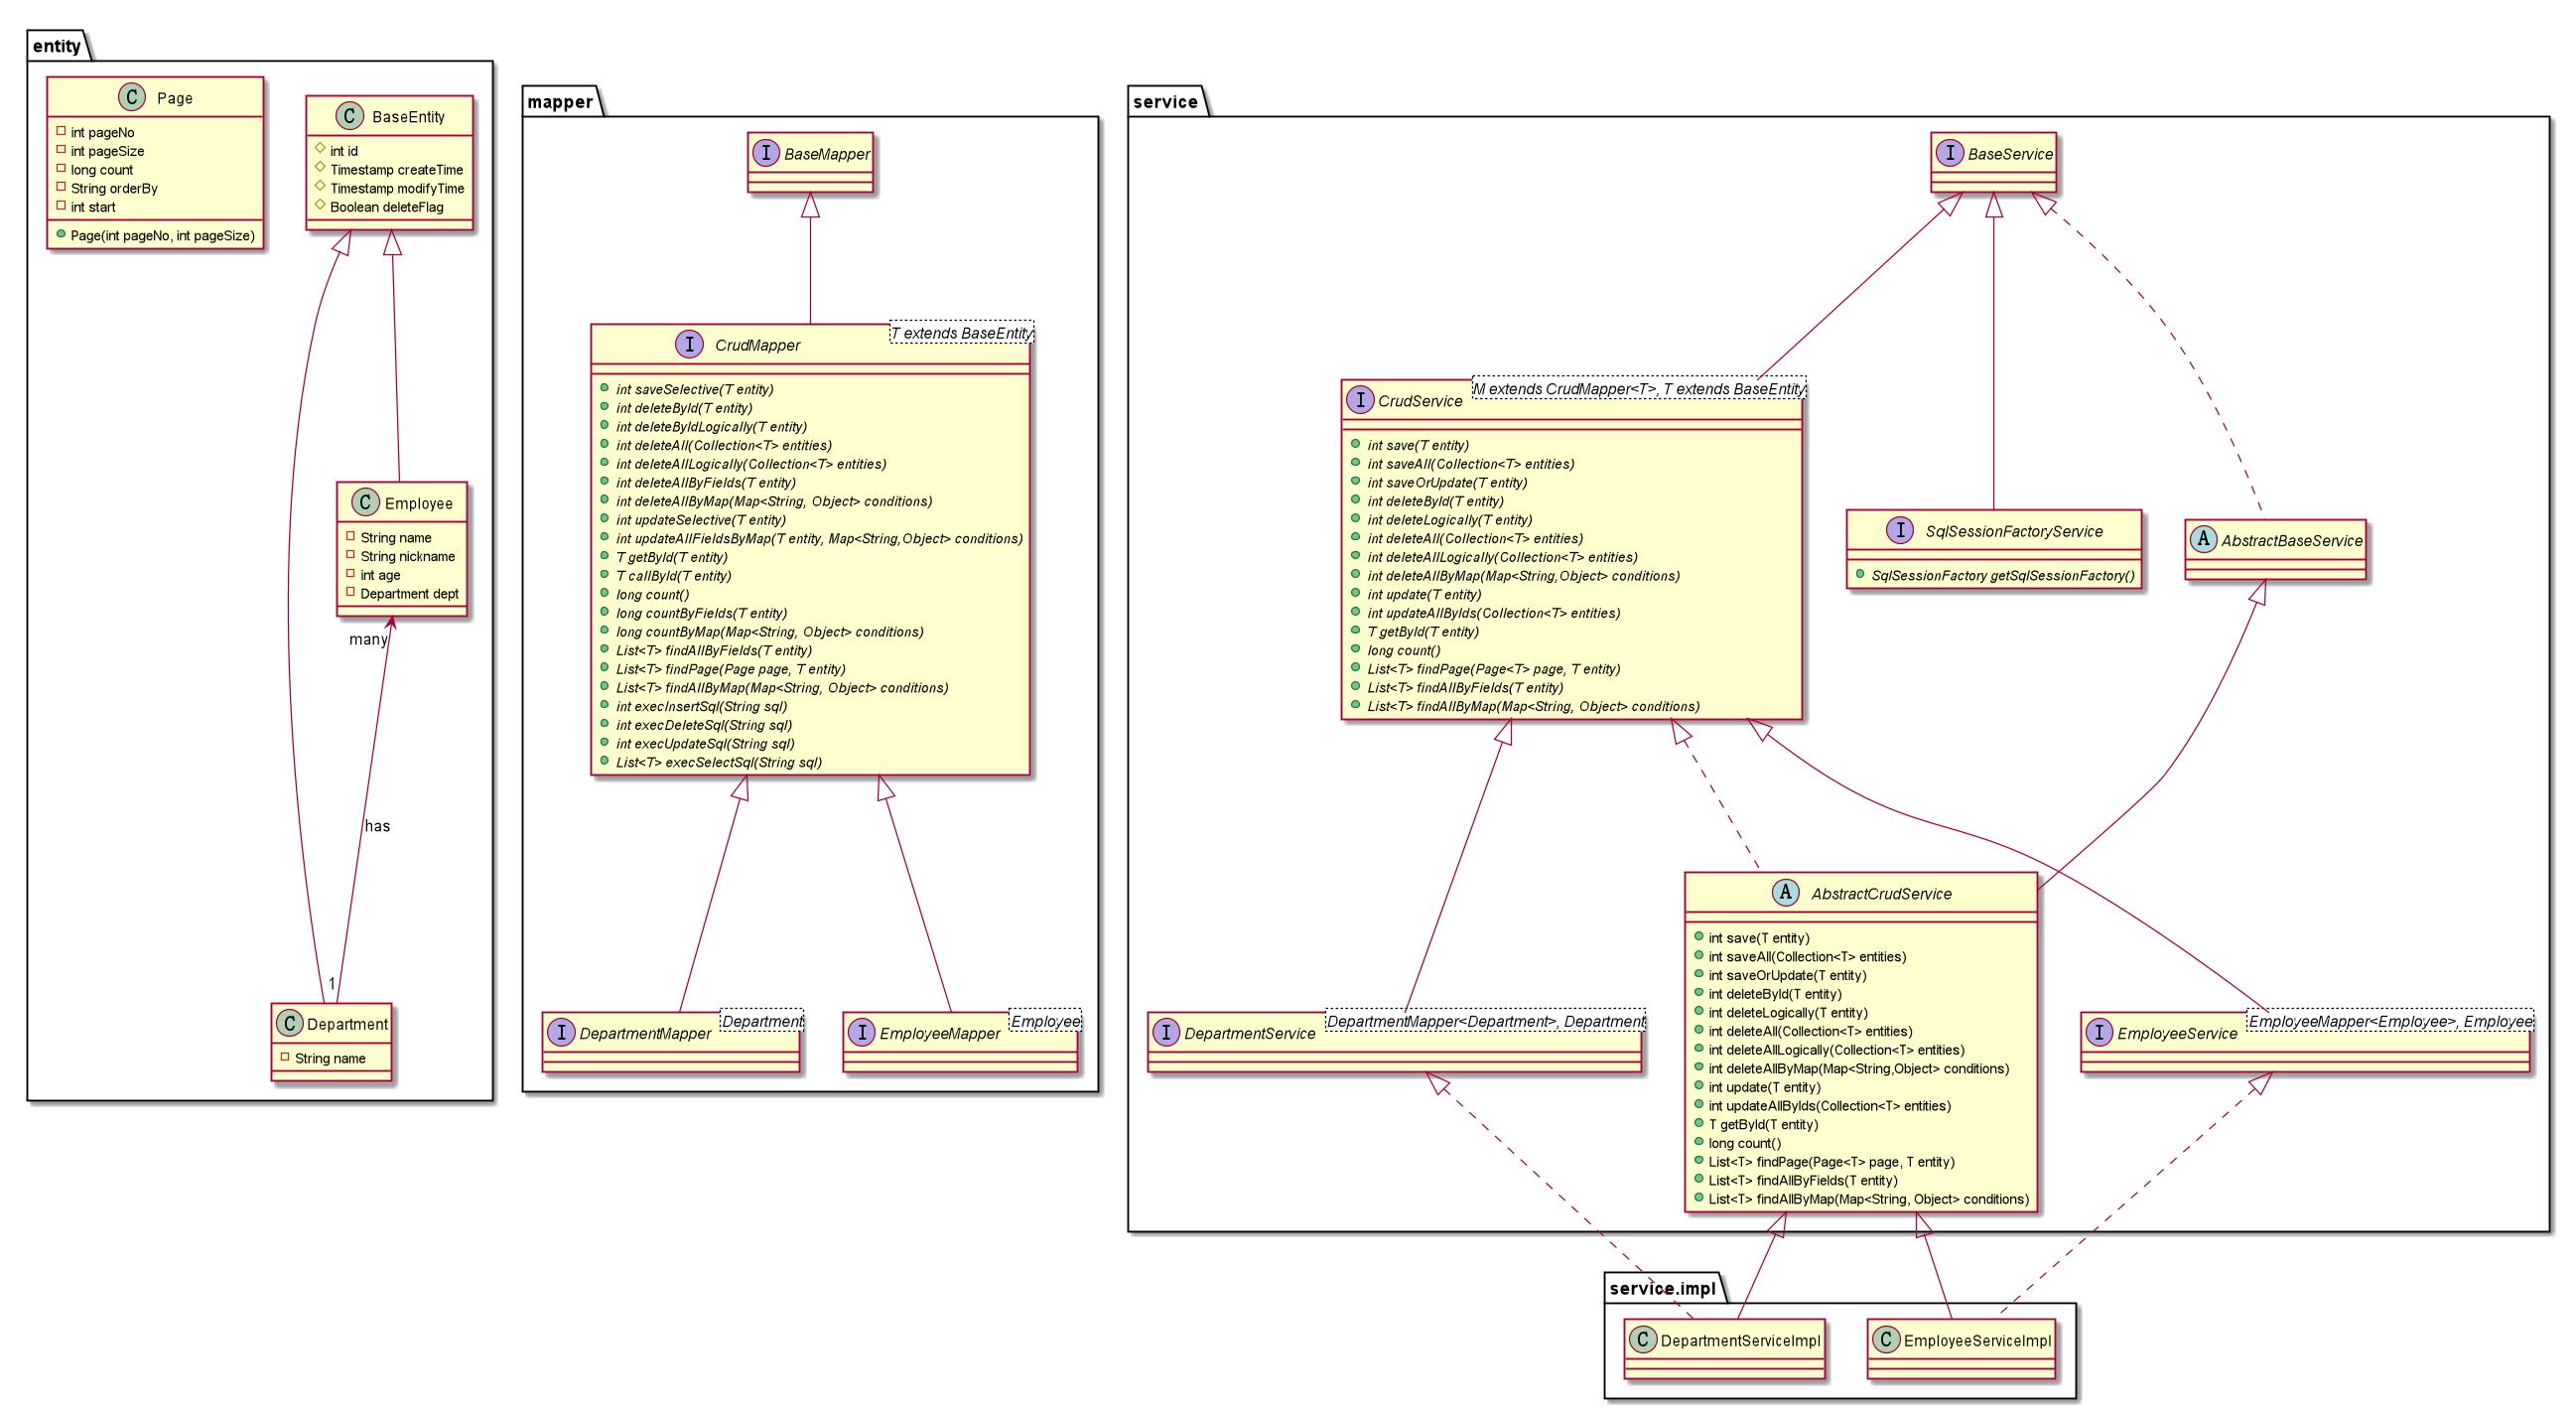 entity
C Page
int pageNo
int pageSize
long count
String orderBy
int start
Page(int pageNo, int pageSize)
C BaseEntity
int id
Timestamp createTime
Timestamp modifyTime
Boolean deleteFlag
C Employee
String name
String nickname
int age
Department dept
many
has
1
C Department
String name
mapper
I BaseMapper
T extends BaseEntity
I CrudMapper
int saveSelective(T entity)
int deleteById(T entity)
int deleteByIdLogically(T entity)
int deleteAll(Collection<T> entities)
int deleteAllLogically(Collection<T> entities)
int deleteAllByFields(T entity)
int deleteAllByMap(Map<String, Object> conditions)
int updateSelective(T entity)
int updateAllFieldsByMap(T entity, Map<String,Object> conditions)
T getById(T entity)
T callById(T entity)
long count()
long countByFields(T entity)
long countByMap(Map<String, Object> conditions)
List<T> findAllByFields(T entity)
List<T> findPage(Page page, T entity)
List<T> findAllByMap(Map<String, Object> conditions)
int execInsertSql(String sql)
int execDeleteSql(String sql)
int execUpdateSql(String sql)
List<T> execSelectSql(String sql)
I DepartmentMapper
Department
I EmployeeMapper
Employee
service
I BaseService
M extends CrudMapper<T>, T extends BaseEntity
I CrudService
int save(T entity)
int saveAll(Collection<T> entities)
int saveOrUpdate(T entity)
int deleteById(T entity)
int deleteLogically(T entity)
int deleteAll(Collection<T> entities)
int deleteAllLogically(Collection<T> entities)
int deleteAllByMap(Map<String,Object> conditions)
int update(T entity)
int updateAllByIds(Collection<T> entities)
T getById(T entity)
long count()
List<T> findPage(Page<T> page, T entity)
List<T> findAllByFields(T entity)
List<T> findAllByMap(Map<String, Object> conditions)
I SqlSessionFactoryService
SqlSessionFactory getSqlSessionFactory()
A AbstractBaseService
A AbstractCrudService
int save(T entity)
int saveAll(Collection<T> entities)
int saveOrUpdate(T entity)
int deleteById(T entity)
int deleteLogically(T entity)
int deleteAll(Collection<T> entities)
int deleteAllLogically(Collection<T> entities)
int deleteAllByMap(Map<String,Object> conditions)
int update(T entity)
int updateAllByIds(Collection<T> entities)
T getById(T entity)
long count()
List<T> findPage(Page<T> page, T entity)
List<T> findAllByFields(T entity)
List<T> findAllByMap(Map<String, Object> conditions)
I DepartmentService
DepartmentMapper<Department>, Department
I EmployeeService
EmployeeMapper<Employee>, Employee
service.impl
C DepartmentServiceImpl
C EmployeeServiceImpl